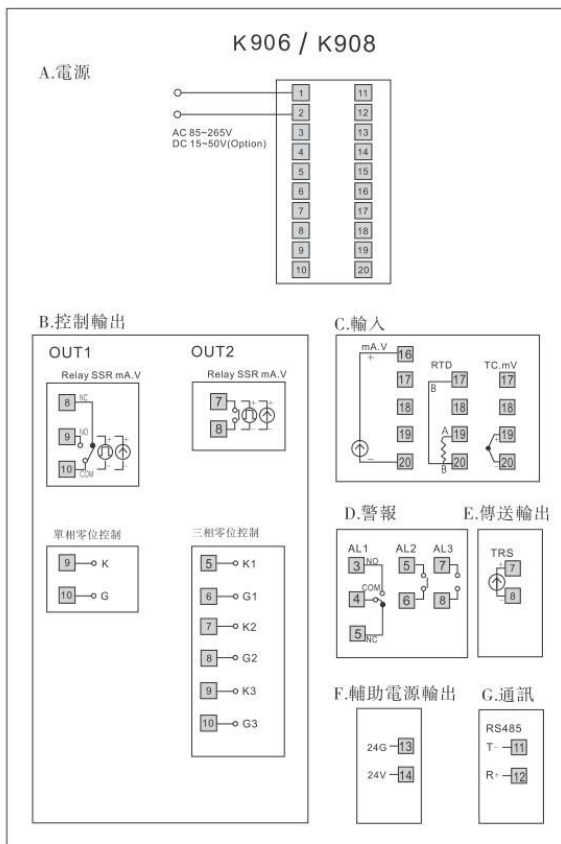 K906 / K908
A.電源
AC 85~265V
DC 15~50V(Option)
1 11
2 12
3 13
4 14
5 15
6 16
7 17
8 18
9 19
10 20
B.控制輸出
OUT1
Relay SSR mA.V
8 NC
9 NO
10 COM
+ +
- -
OUT2
Relay SSR mA.V
7
8
+ +
- -
單相零位控制
9 K
10 G
三相零位控制
5 K1
6 G1
7 K2
8 G2
9 K3
10 G3
C.輸入
mA.V
+
16
17
18
19
- 20
RTD
B 17
18
A 19
B 20
TC.mV
17
18
+ 19
- 20
D.警報
AL1 AL2 AL3
3 NO
COM
4
5 NC
5
6
7
8
E.傳送輸出
TRS
+ 7
- 8
F.輔助電源輸出
24G 13
24V 14
G.通訊
RS485
T- 11
R+ 12